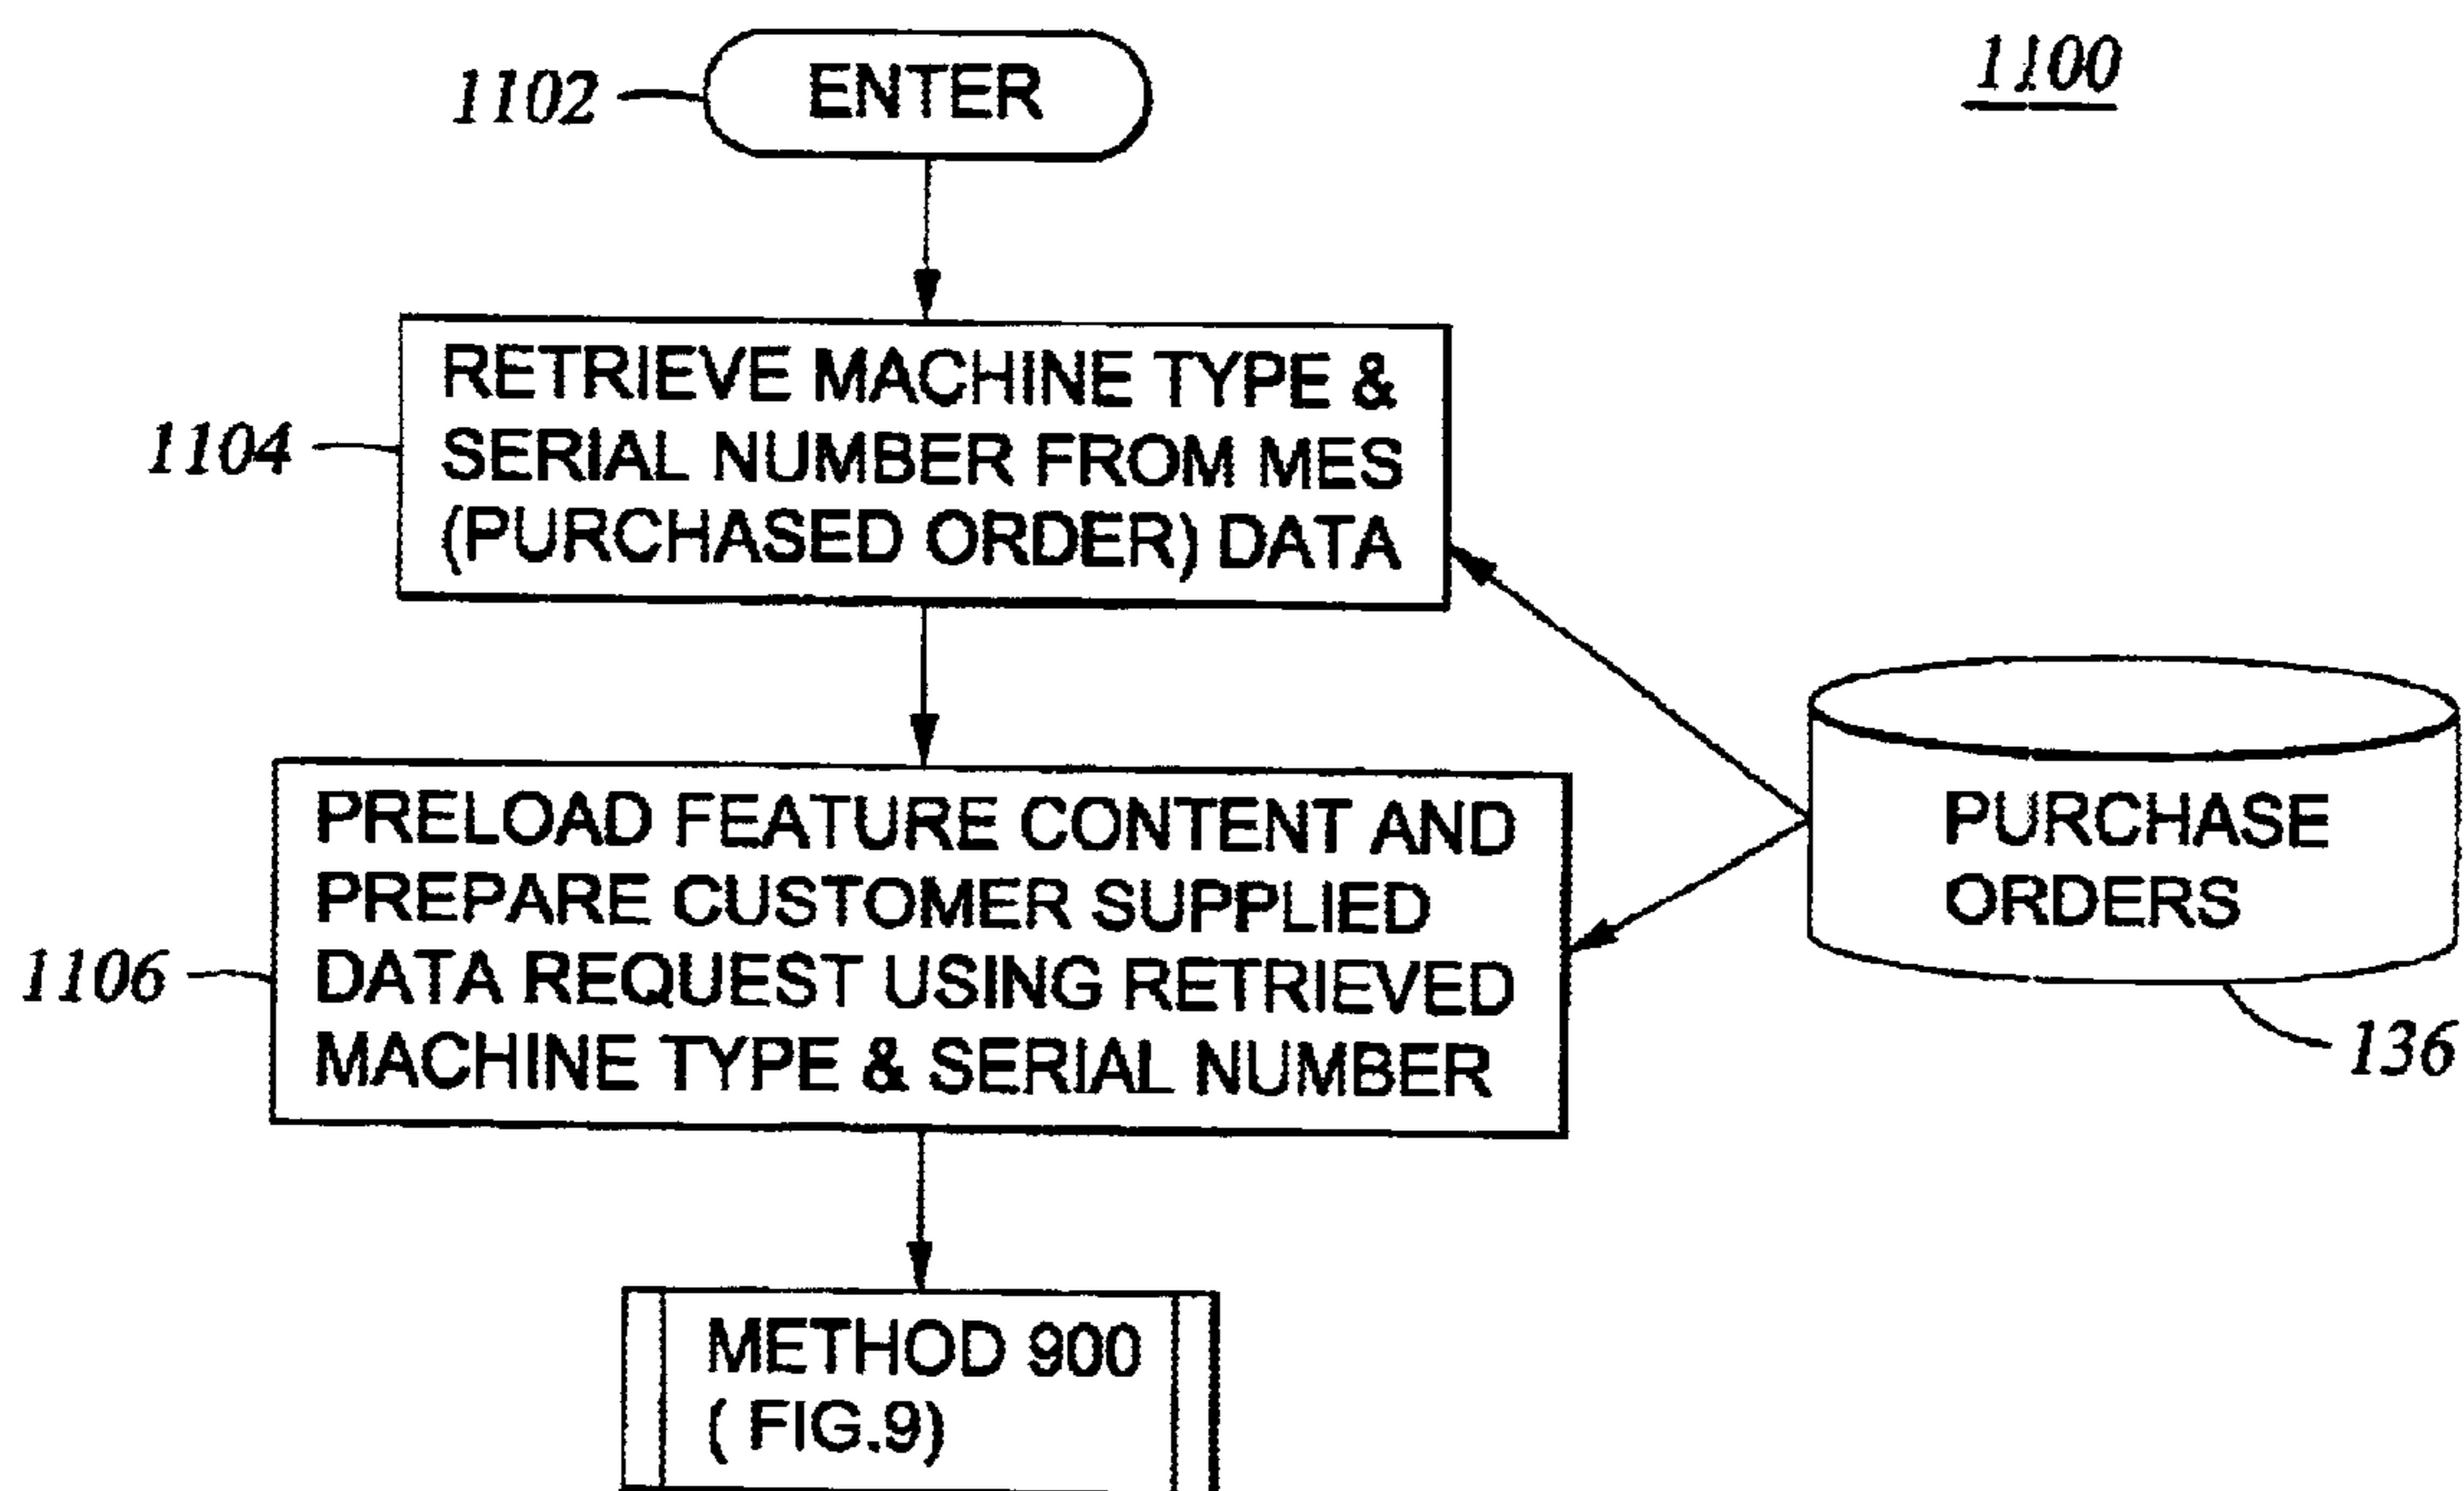 1100
1102
ENTER
1104
RETRIEVE MACHINE TYPE &
SERIAL NUMBER FROM MES
(PURCHASED ORDER) DATA
PURCHASE
ORDERS
136
1106
PRELOAD FEATURE CONTENT AND
PREPARE CUSTOMER SUPPLIED
DATA REQUEST USING RETRIEVED
MACHINE TYPE & SERIAL NUMBER
METHOD 900
( FIG.9)